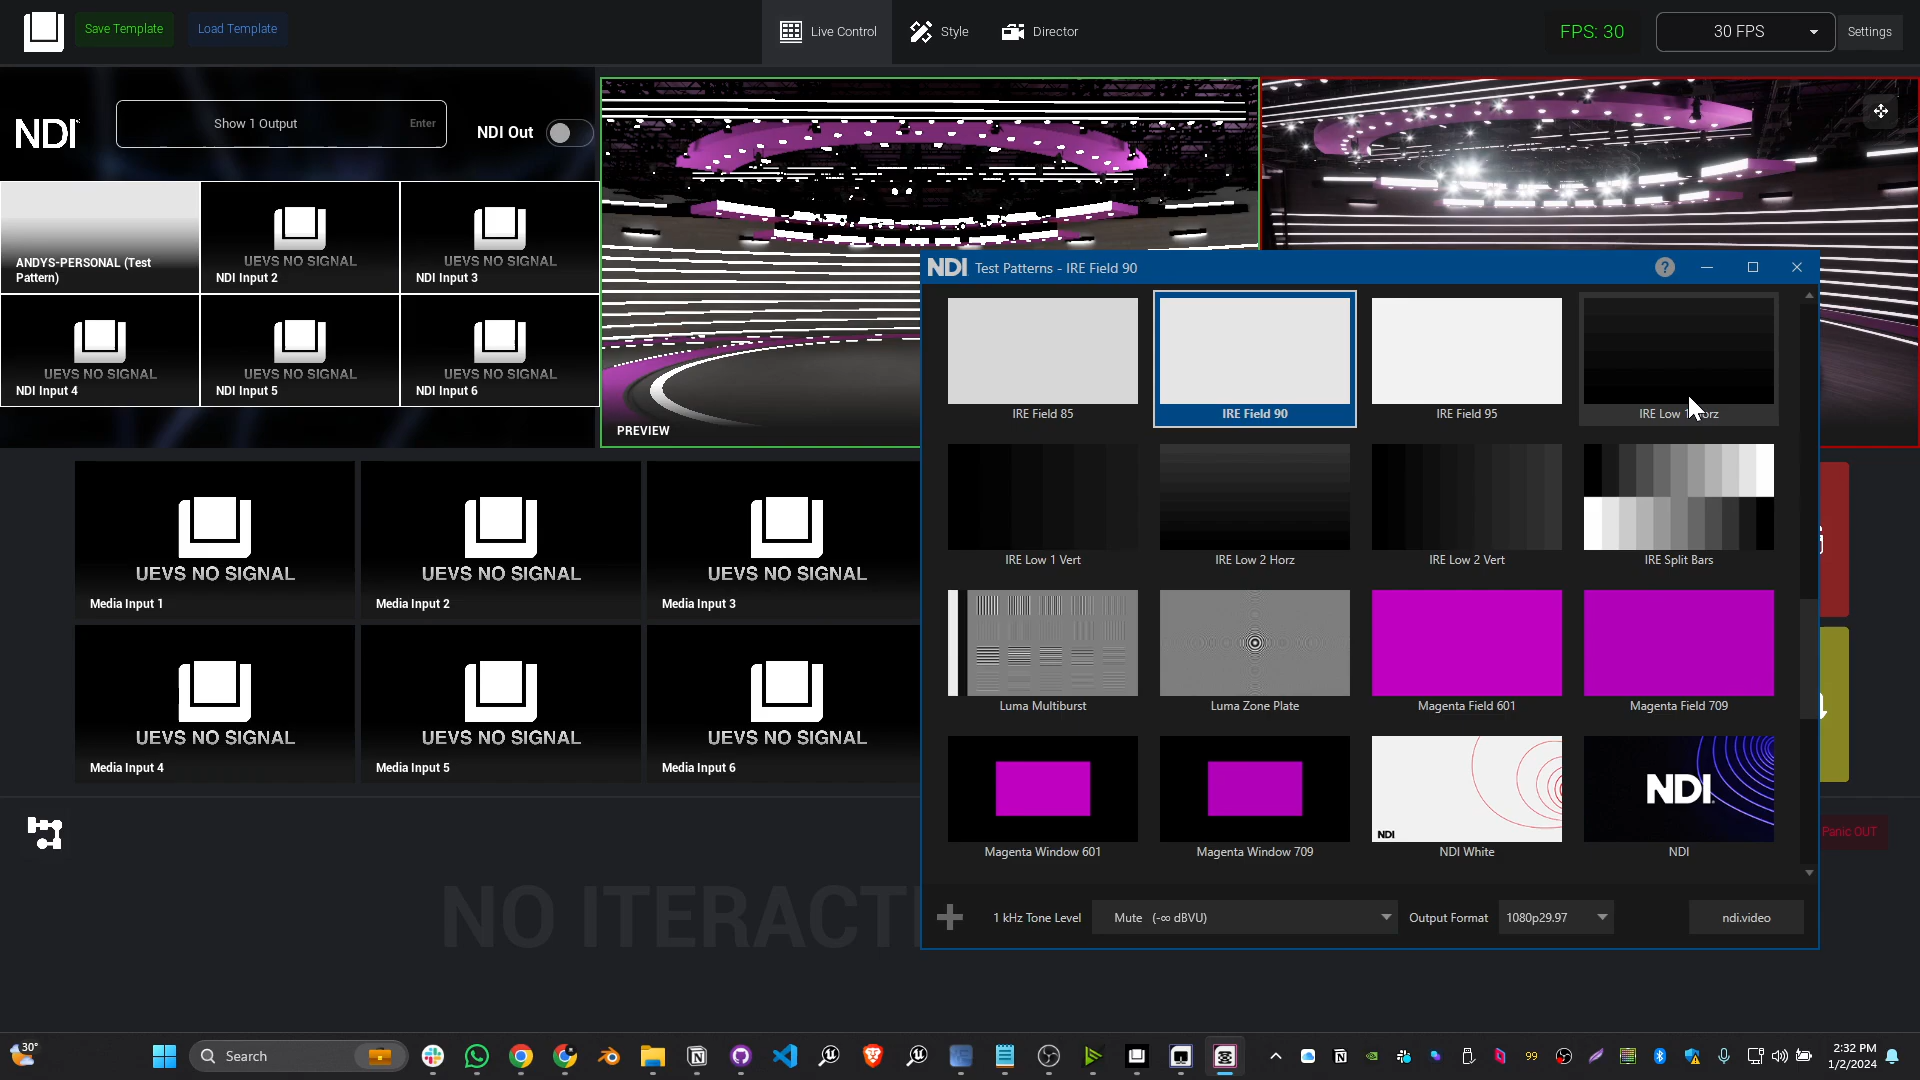 Save Template
Load Template
Live Control
Style
Director
FPS: 30
30 FPS
Settings
NDI
Show 1 Output
Enter
NDI Out
ANDYS-PERSONAL (Test
Pattern)
UEVS NO SIGNAL
NDI Input 2
UEVS NO SIGNAL
NDI Input 3
UEVS NO SIGNAL
NDI Input 4
UEVS NO SIGNAL
NDI Input 5
UEVS NO SIGNAL
NDI Input 6
PREVIEW
UEVS NO SIGNAL
Media Input 1
UEVS NO SIGNAL
Media Input 2
UEVS NO SIGNAL
Media Input 3
UEVS NO SIGNAL
Media Input 4
UEVS NO SIGNAL
Media Input 5
UEVS NO SIGNAL
Media Input 6
NO ITERACT
Panic OUT
NDI Test Patterns - IRE Field 90
?
IRE Field 85
IRE Field 90
IRE Field 95
IRE Low
IRE Low 1 Vert
IRE Low 2 Horz
IRE Low 2 Vert
IRE Split Bars
Luma Multiburst
Luma Zone Plate
Magenta Field 601
Magenta Field 709
Magenta Window 601
Magenta Window 709
NDI
NDI White
NDI
NDI
1 kHz Tone Level
Mute (-∞ dBVU)
Output Format
1080p29.97
ndi.video
30°
Search
99
2:32 PM
1/2/2024